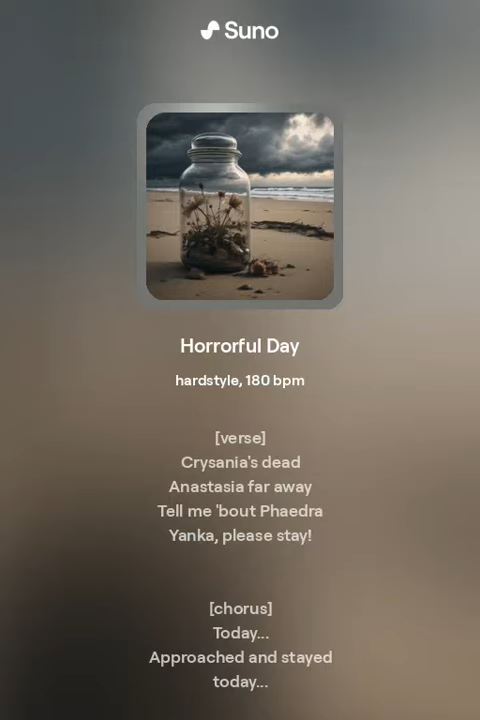 Suno
Horrorful Day
hardstyle, 180 bpm
[verse]
Crysania's dead
Anastasia far away
Tell me 'bout Phaedra
Yanka, please stay!
[chorus]
Today...
Approached and stayed
today...